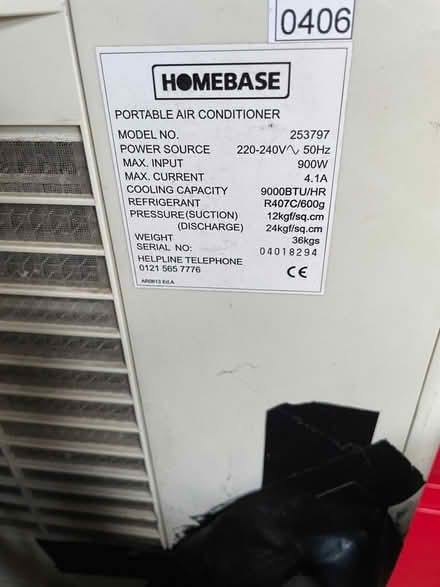 0406
HOMEBASE
PORTABLE AIR CONDITIONER
MODEL NO. 253797
POWER SOURCE 220-240V∿ 50Hz
MAX. INPUT 900W
MAX. CURRENT 4.1A
COOLING CAPACITY 9000BTU/HR
REFRIGERANT R407C/600g
PRESSURE(SUCTION) 12kgf/sq.cm
(DISCHARGE) 24kgf/sq.cm
WEIGHT 36kgs
SERIAL NO: 04018294
HELPLINE TELEPHONE
0121 565 7776 CE
AR0813 Ed.A